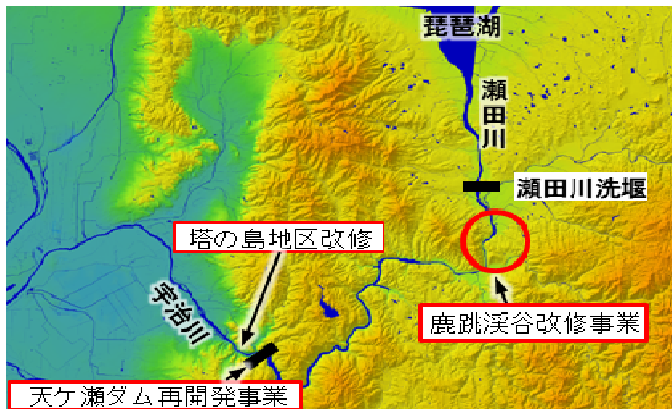 琵琶湖
瀬田川
瀬田川洗堰
塔の島地区改修
鹿跳渓谷改修事業
宇治川
天ケ瀬ダム再開発事業